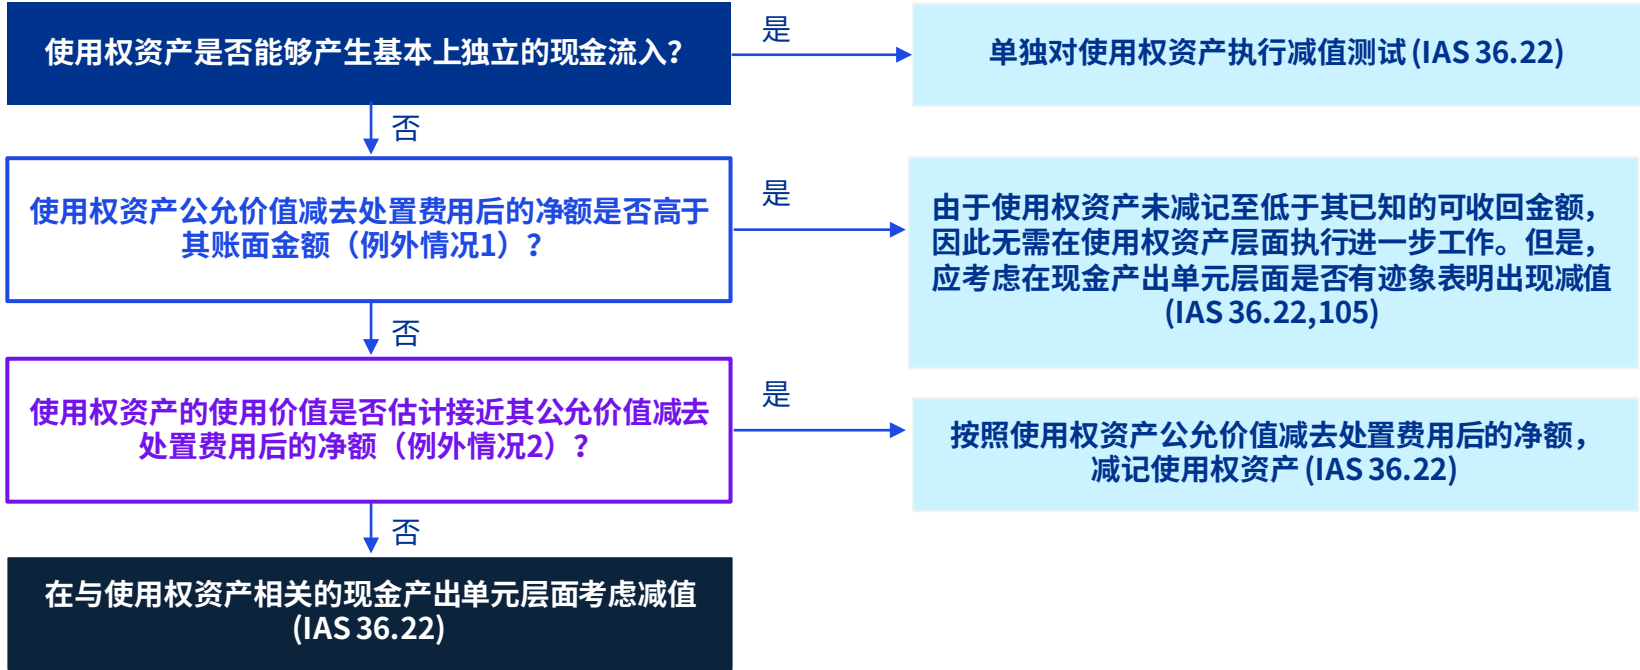 使用权资产是否能够产生基本上独立的现金流入？
是
单独对使用权资产执行减值测试 (IAS 36.22)
否
使用权资产公允价值减去处置费用后的净额是否高于
其账面金额（例外情况1）？
是
由于使用权资产未减记至低于其已知的可收回金额，
因此无需在使用权资产层面执行进一步工作。但是，
应考虑在现金产出单元层面是否有迹象表明出现减值
(IAS 36.22,105)
否
使用权资产的使用价值是否估计接近其公允价值减去
处置费用后的净额（例外情况2）？
是
按照使用权资产公允价值减去处置费用后的净额，
减记使用权资产 (IAS 36.22)
否
在与使用权资产相关的现金产出单元层面考虑减值
(IAS 36.22)